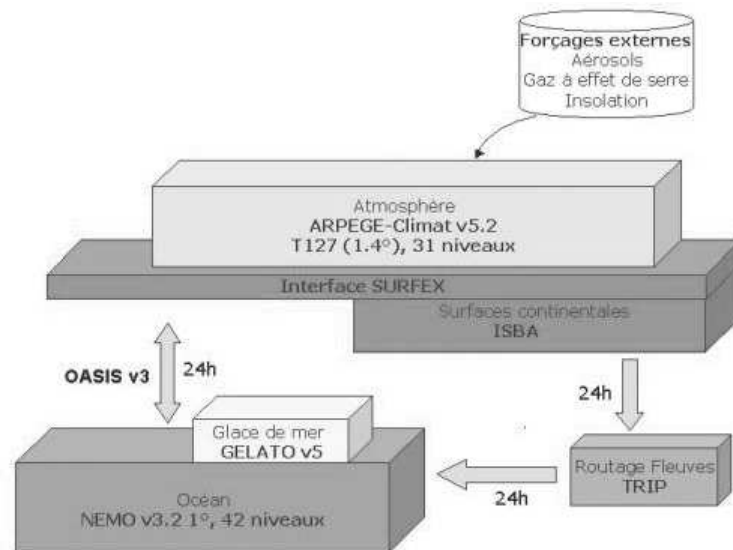 Forçages externes
Aérosols
Gaz à effet de serre
Insolation
Atmosphère
ARPEGE-Climat v5.2
T127 (1.4°), 31 niveaux
Interface SURFEX
Surfaces continentales
ISBA
OASIS v3
24h
24h
Glace de mer
GELATO v5
Routage Fleuves
TRIP
24h
Océan
NEMO v3.2 1°, 42 niveaux